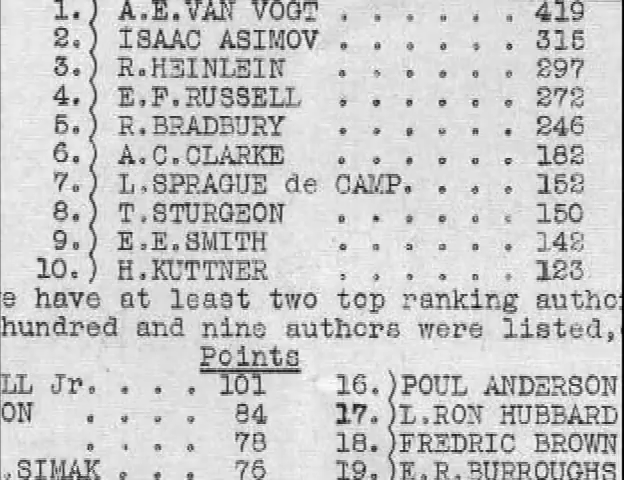 1.) A.E.VAN VOGT . . . . . . 419
2.) ISAAC ASIMOV . . . . . . 315
3.) R.HEINLEIN . . . . . . 297
4.) E.F.RUSSELL . . . . . . 272
5.) R.BRADBURY . . . . . . 246
6.) A.C.CLARKE . . . . . . 182
7.) L.SPRAGUE de CAMP. . . . 152
8.) T.STURGEON . . . . . . 150
9.) E.E.SMITH . . . . . . 142
10.) H.KUTTNER . . . . . . 123
e have at least two top ranking autho
hundred and nine authors were listed,
Points
LL Jr. . . . 101 16.)POUL ANDERSON
ON . . . . 84 17.)L.RON HUBBARD
. . . . 78 18.)FREDRIC BROWN
.SIMAK . . . 76 19.)E.R.BURROUGHS